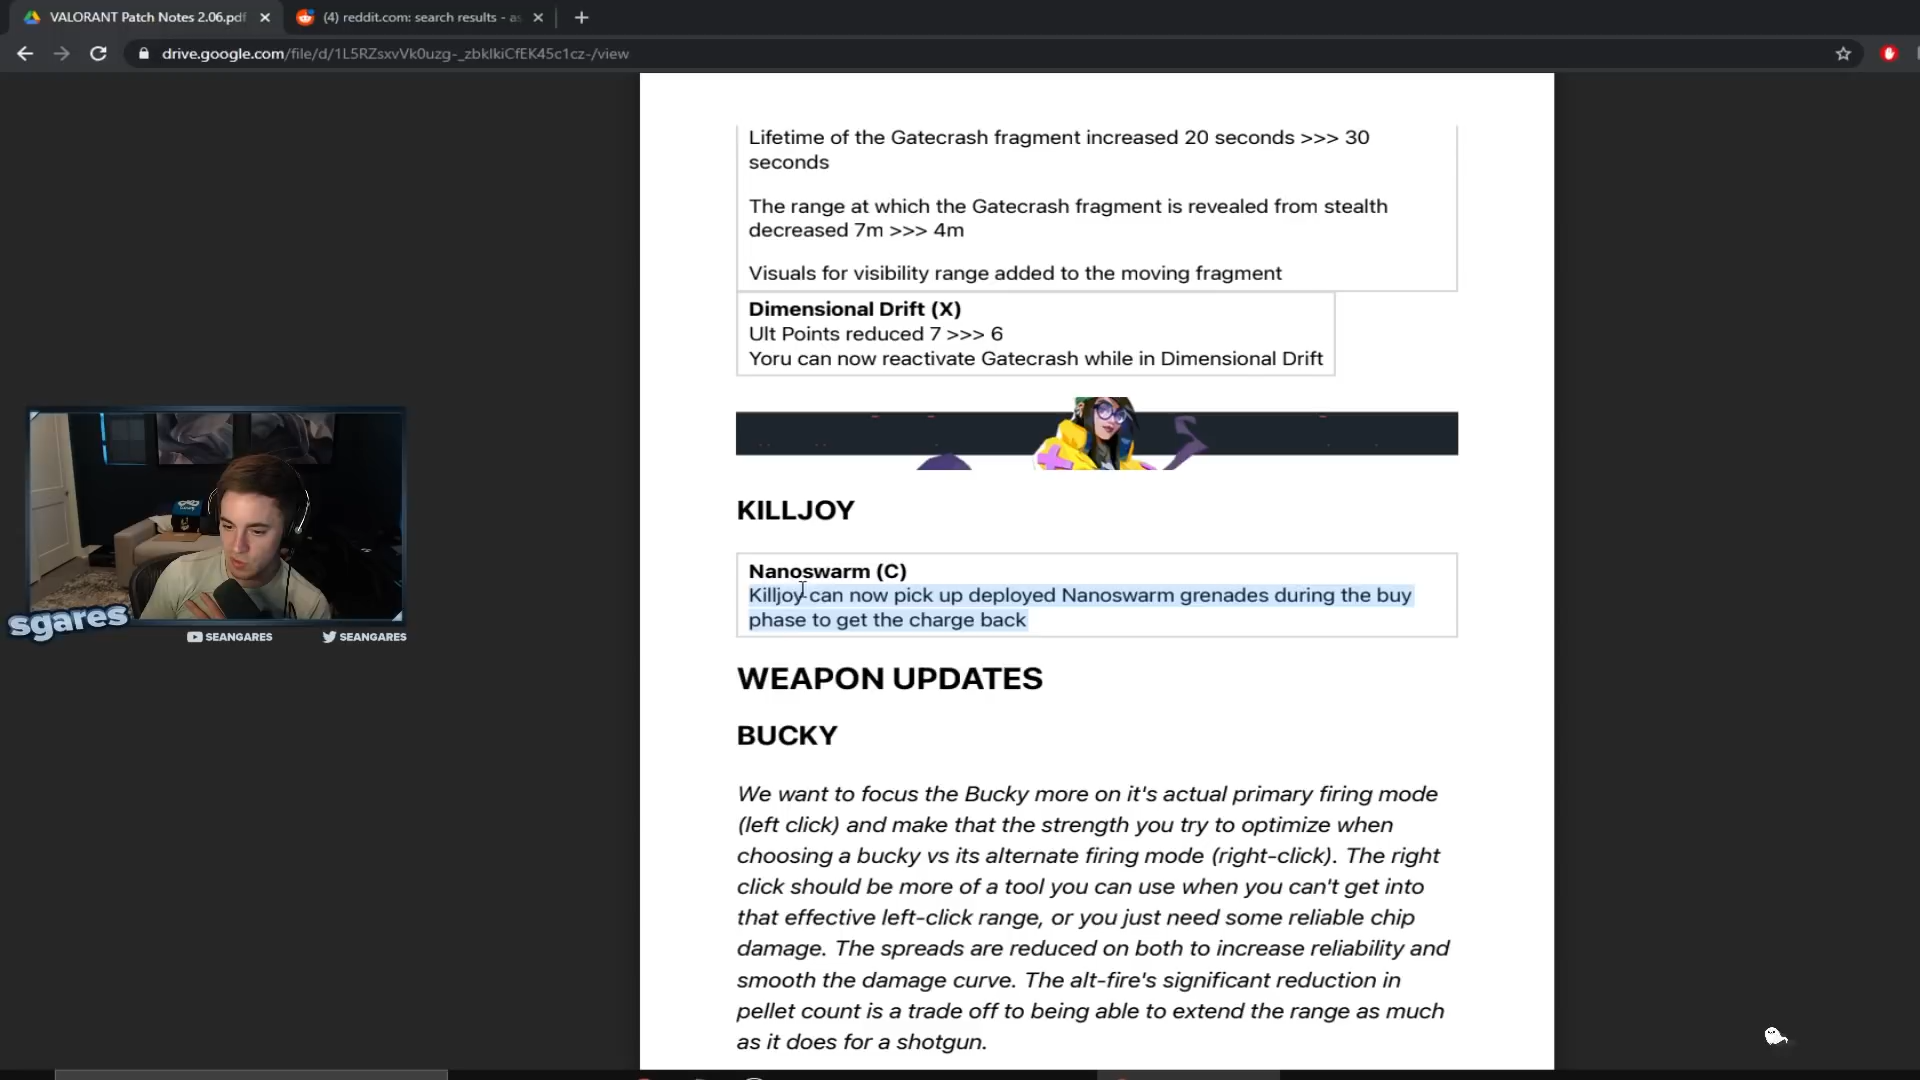 VALORANT Patch Notes 2.06.pdf
(4) reddit.com: search results - as
drive.google.com/file/d/1L5RZsxvVk0uzg-_zbkIkiCfEK45c1cz-/view
Lifetime of the Gatecrash fragment increased 20 seconds >>> 30
seconds
The range at which the Gatecrash fragment is revealed from stealth
decreased 7m >>> 4m
Visuals for visibility range added to the moving fragment
Dimensional Drift (X)
Ult Points reduced 7 >>> 6
Yoru can now reactivate Gatecrash while in Dimensional Drift
KILLJOY
Nanoswarm (C)
Killjoy can now pick up deployed Nanoswarm grenades during the buy
phase to get the charge back
sgares
SEANGARES
SEANGARES
WEAPON UPDATES
BUCKY
We want to focus the Bucky more on it's actual primary firing mode
(left click) and make that the strength you try to optimize when
choosing a bucky vs its alternate firing mode (right-click). The right
click should be more of a tool you can use when you can't get into
that effective left-click range, or you just need some reliable chip
damage. The spreads are reduced on both to increase reliability and
smooth the damage curve. The alt-fire's significant reduction in
pellet count is a trade off to being able to extend the range as much
as it does for a shotgun.